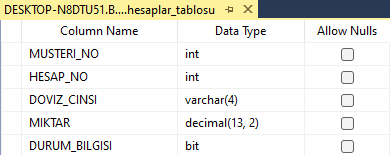 DESKTOP-N8DTU51.B....hesaplar_tablosu
Column Name Data Type Allow Nulls
MUSTERI_NO int
HESAP_NO int
DOVIZ_CINSI varchar(4)
MIKTAR decimal(13, 2)
DURUM_BILGISI bit